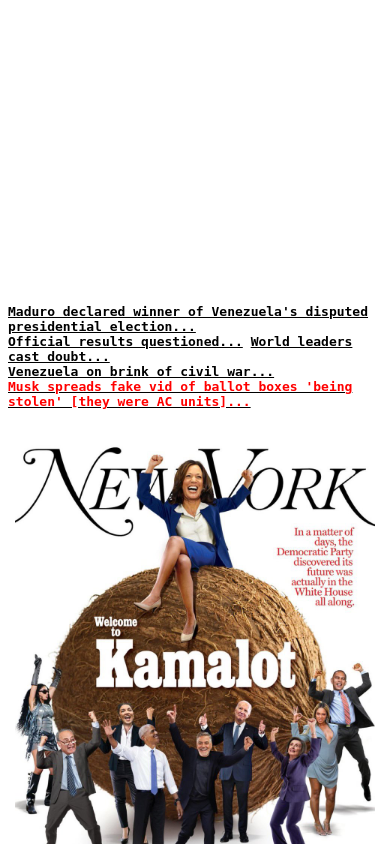 Maduro declared winner of Venezuela's disputed
presidential election...
Official results questioned... World leaders
cast doubt...
Venezuela on brink of civil war...
Musk spreads fake vid of ballot boxes 'being
stolen' [they were AC units]...
NEW YORK
In a matter of
days, the
Democratic Party
discovered its
future was
actually in the
White House
all along.
Welcome
to
Kamalot